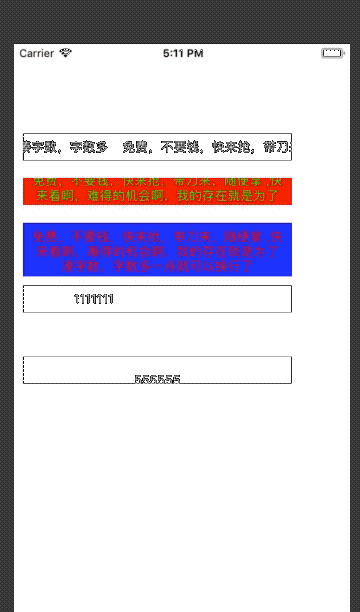 Carrier 5:11 PM
凑字数，字数多 免费，不要钱，快来抢，带刀来
免费，不要钱，快来抢，带刀来，随便拿，快
来看啊，难得的机会啊，我的存在就是为了
免费，不要钱，快来抢，带刀来，随便拿，快
来看啊，难得的机会啊，我的存在就是为了
凑字数，字数多一点就可以换行了
1111111
555555